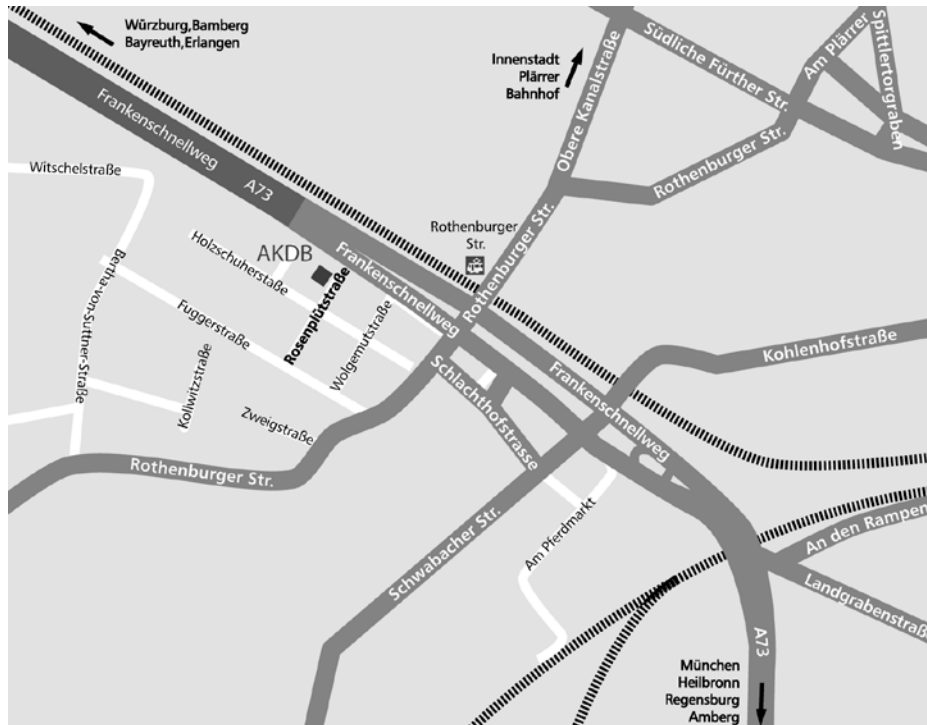 Würzburg,Bamberg
Bayreuth,Erlangen
Innenstadt
Plärrer
Bahnhof
Südliche Fürther Str.
Am Plärrer
Spittlertorgraben
Obere Kanalstraße
Rothenburger Str.
Frankenschnellweg
A73
Witschelstraße
Rothenburger
Str.
Rothenburger Str.
Holzschuherstraße
AKDB
Frankenschnellweg
Bertha-von-Suttner-Straße
Fuggerstraße
Rosenplütstraße
Wolgemutstraße
Kollwitzstraße
Zweigstraße
Schlachthofstrasse
Frankenschnellweg
Kohlenhofstraße
Rothenburger Str.
Schwabacher Str.
Am Pferdmarkt
An den Rampen
Landgrabenstraß
A73
München
Heilbronn
Regensburg
Amberg